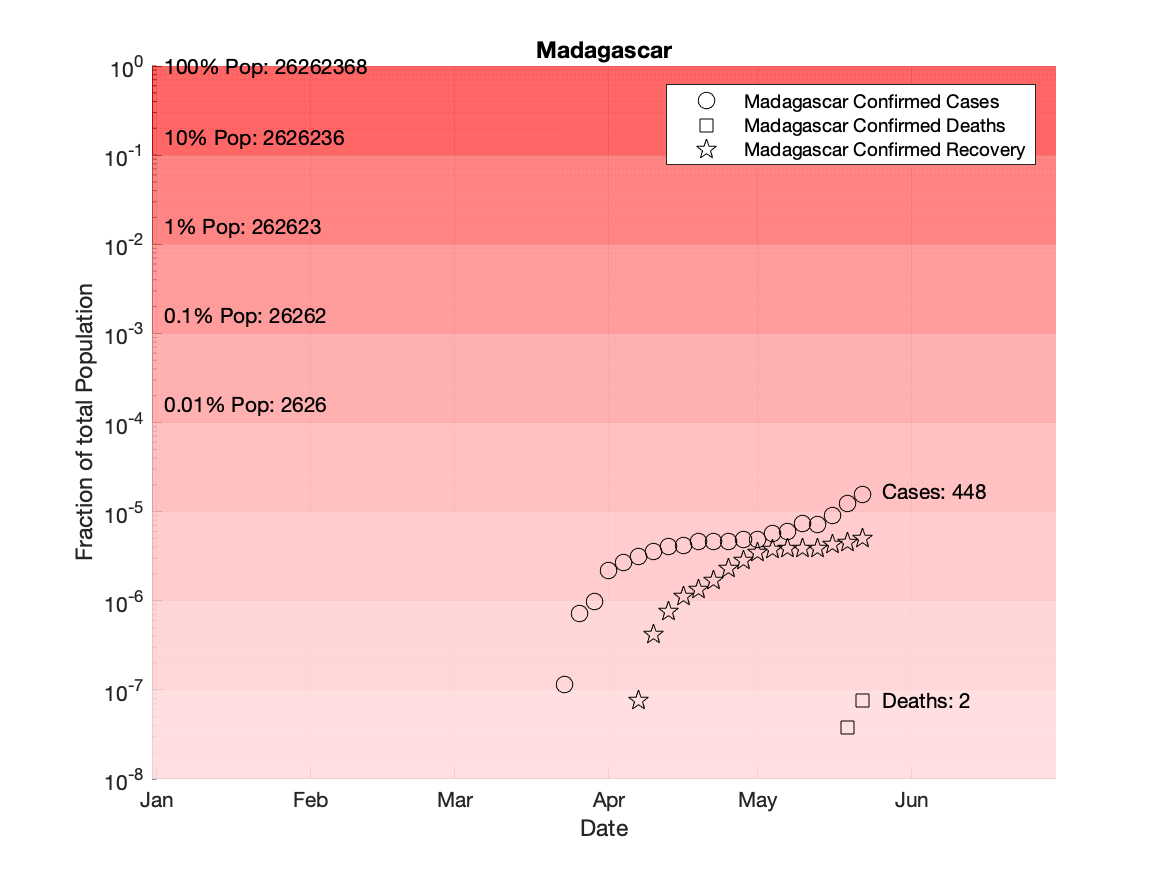 Madagascar
10^0
100% Pop: 26262368
Madagascar Confirmed Cases
Madagascar Confirmed Deaths
Madagascar Confirmed Recovery
10% Pop: 2626236
10^-1
1% Pop: 262623
10^-2
0.1% Pop: 26262
10^-3
0.01% Pop: 2626
10^-4
Fraction of total Population
Cases: 448
10^-5
10^-6
10^-7
Deaths: 2
10^-8
Jan Feb Mar Apr May Jun
Date